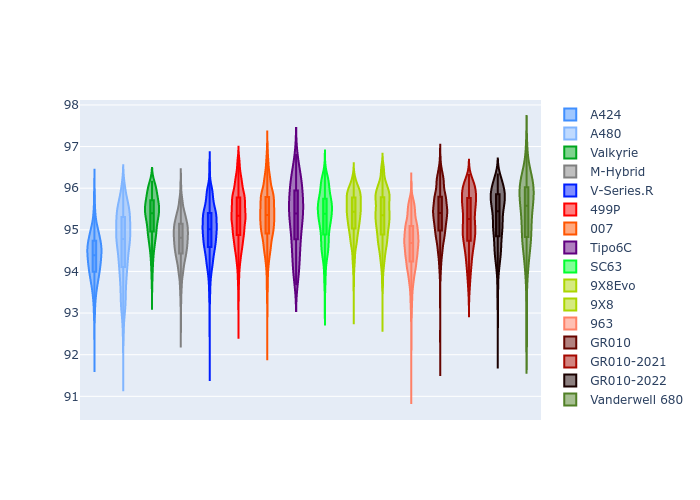 98
97
96
95
94
93
92
91
A424
A480
Valkyrie
M-Hybrid
V-Series.R
499P
007
Tipo6C
SC63
9X8Evo
9X8
963
GR010
GR010-2021
GR010-2022
Vanderwell 680